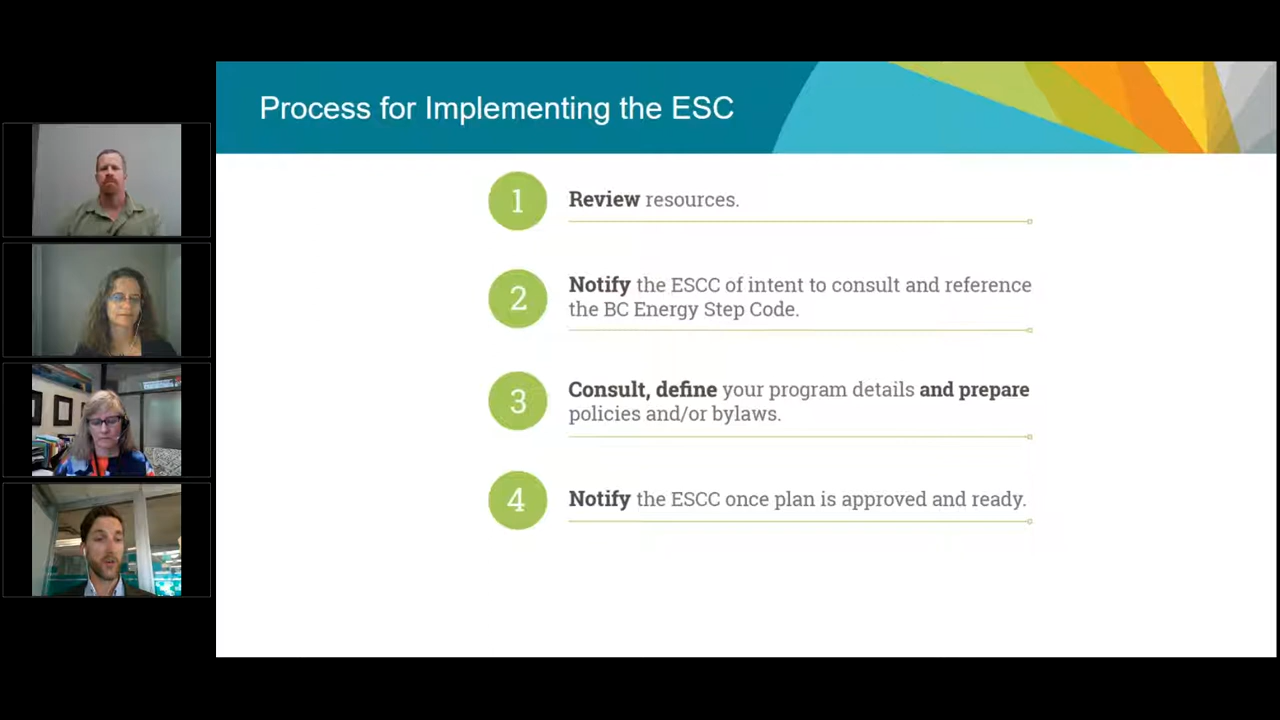 Process for Implementing the ESC
1 Review resources.
2 Notify the ESCC of intent to consult and reference
the BC Energy Step Code.
3 Consult, define your program details and prepare
policies and/or bylaws.
4 Notify the ESCC once plan is approved and ready.